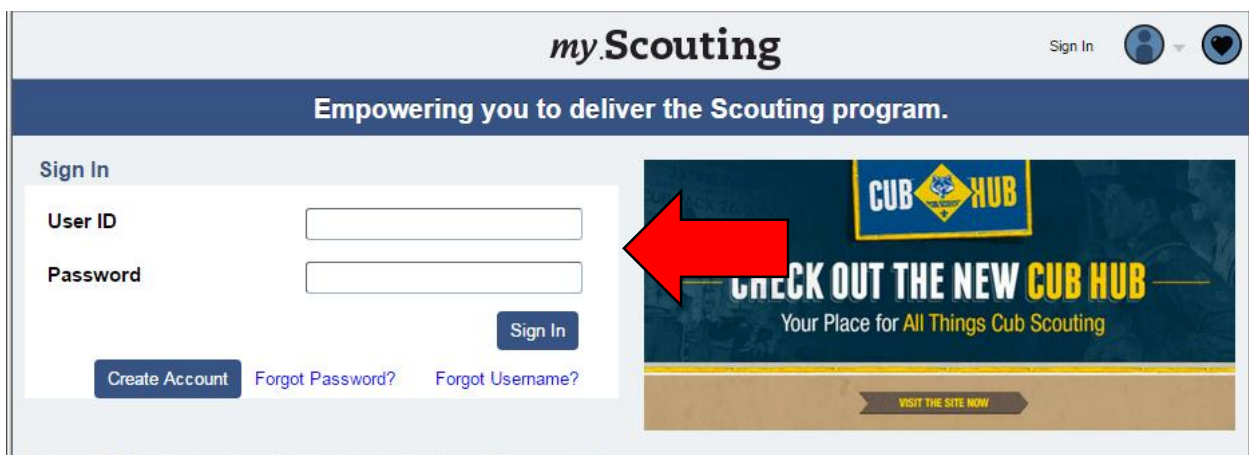 my.Scouting
Sign In
Empowering you to deliver the Scouting program.
Sign In
User ID
Password
Sign In
Create Account Forgot Password? Forgot Username?
CUB HUB
CHECK OUT THE NEW CUB HUB
Your Place for All Things Cub Scouting
VISIT THE SITE NOW